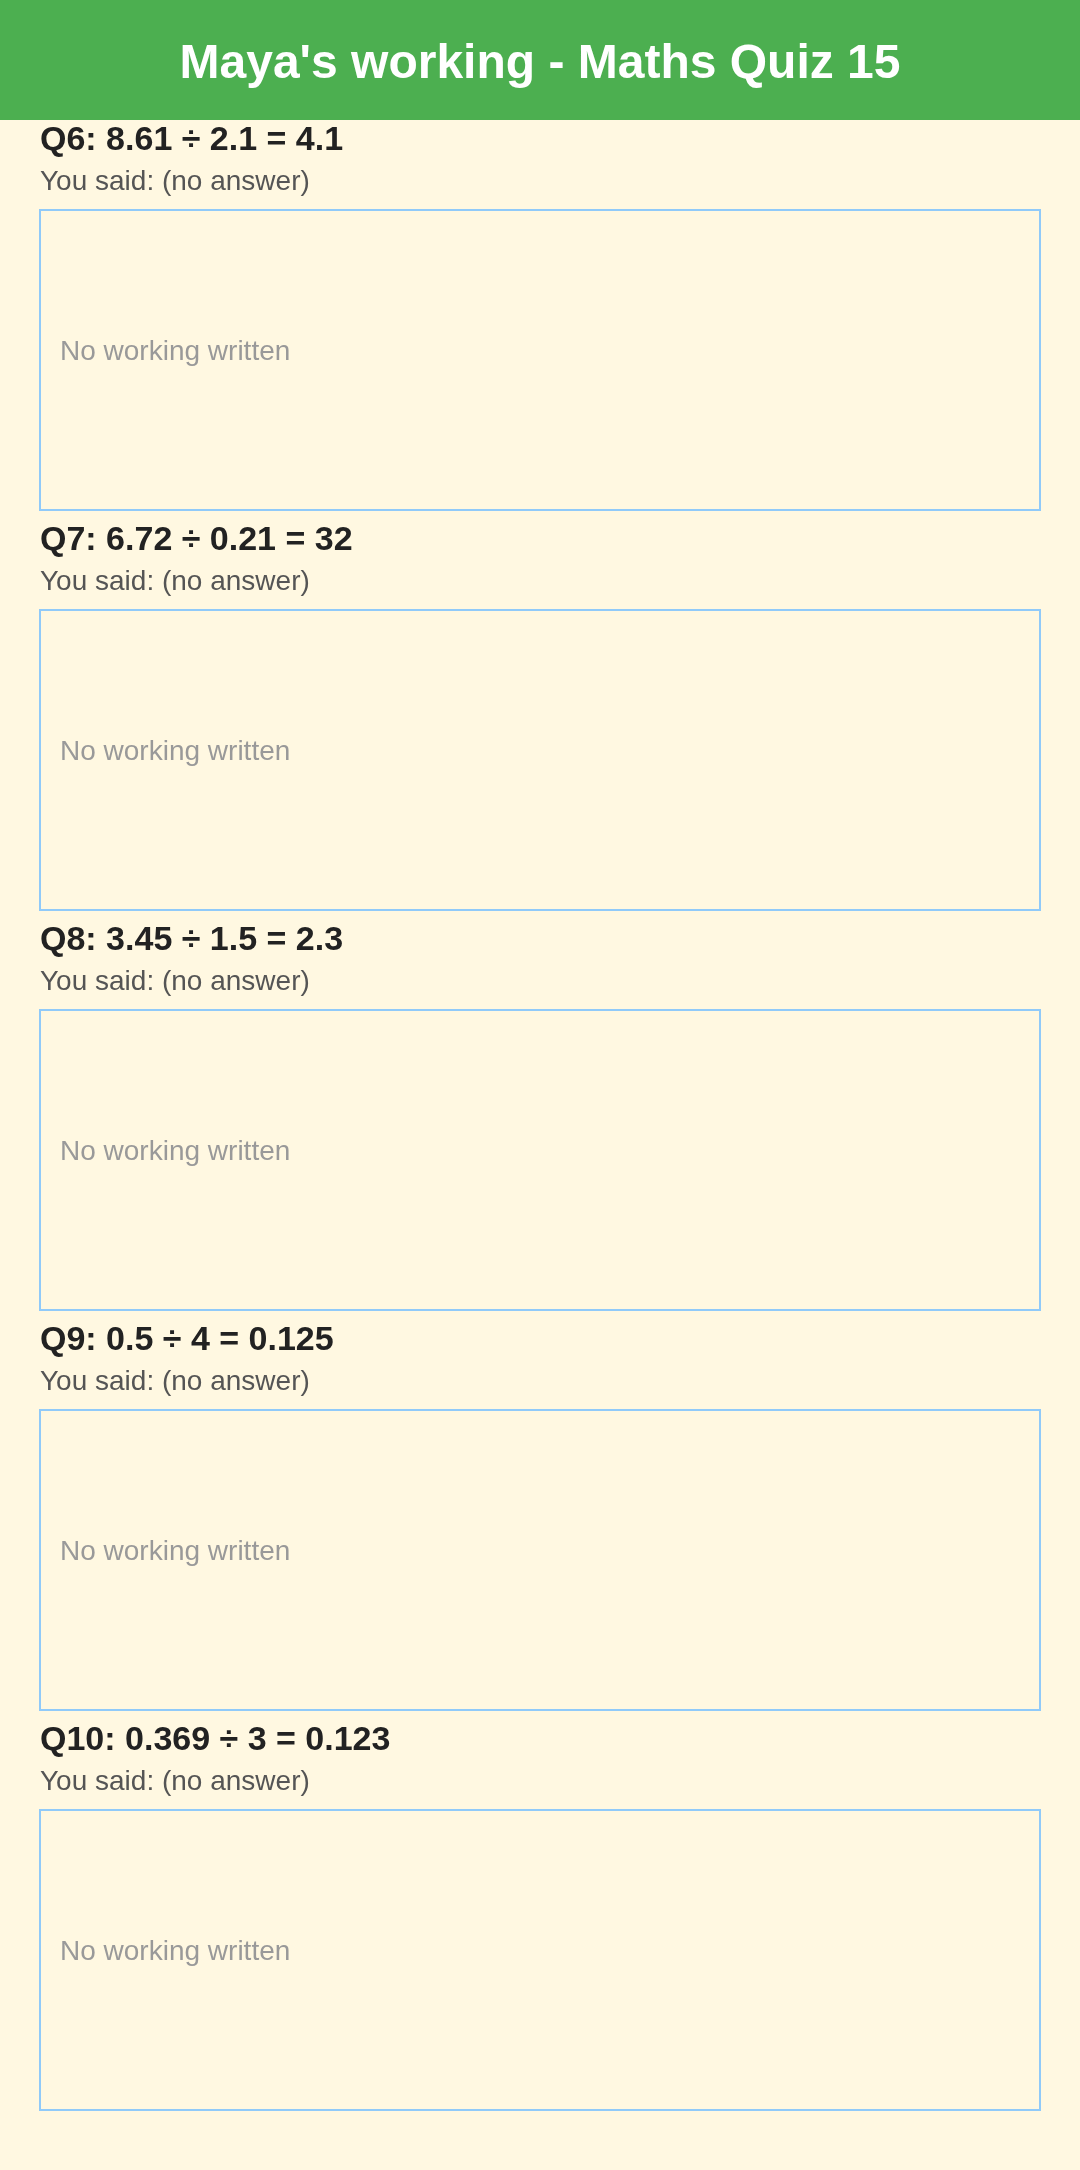 Maya's working - Maths Quiz 15
Q6: 8.61 ÷ 2.1 = 4.1
You said: (no answer)
No working written
Q7: 6.72 ÷ 0.21 = 32
You said: (no answer)
No working written
Q8: 3.45 ÷ 1.5 = 2.3
You said: (no answer)
No working written
Q9: 0.5 ÷ 4 = 0.125
You said: (no answer)
No working written
Q10: 0.369 ÷ 3 = 0.123
You said: (no answer)
No working written